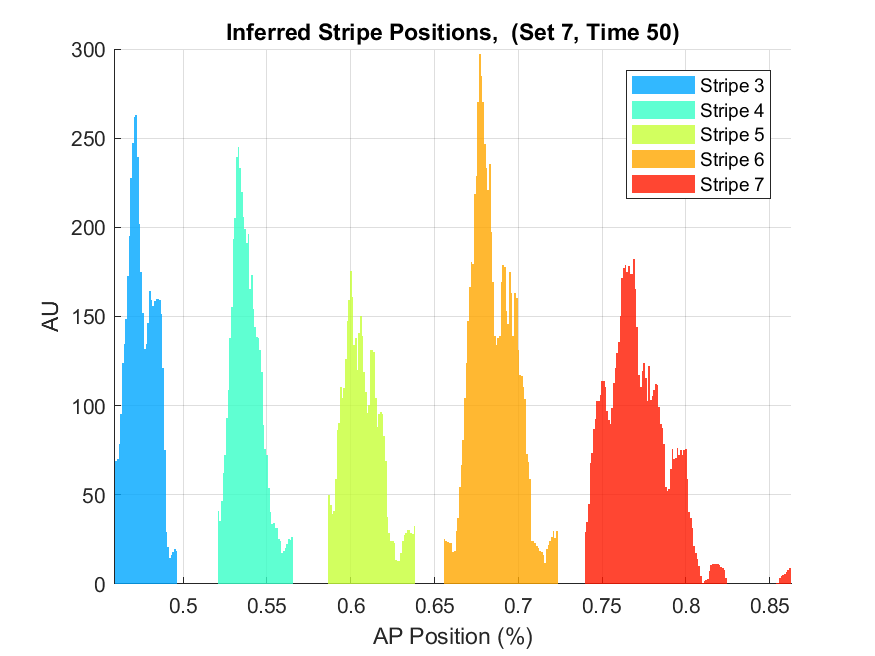 Inferred Stripe Positions,  (Set 7, Time 50)
300
250
200
150
100
50
0
AU
Stripe 3
Stripe 4
Stripe 5
Stripe 6
Stripe 7
0.5
0.55
0.6
0.65
0.7
0.75
0.8
0.85
AP Position (%)